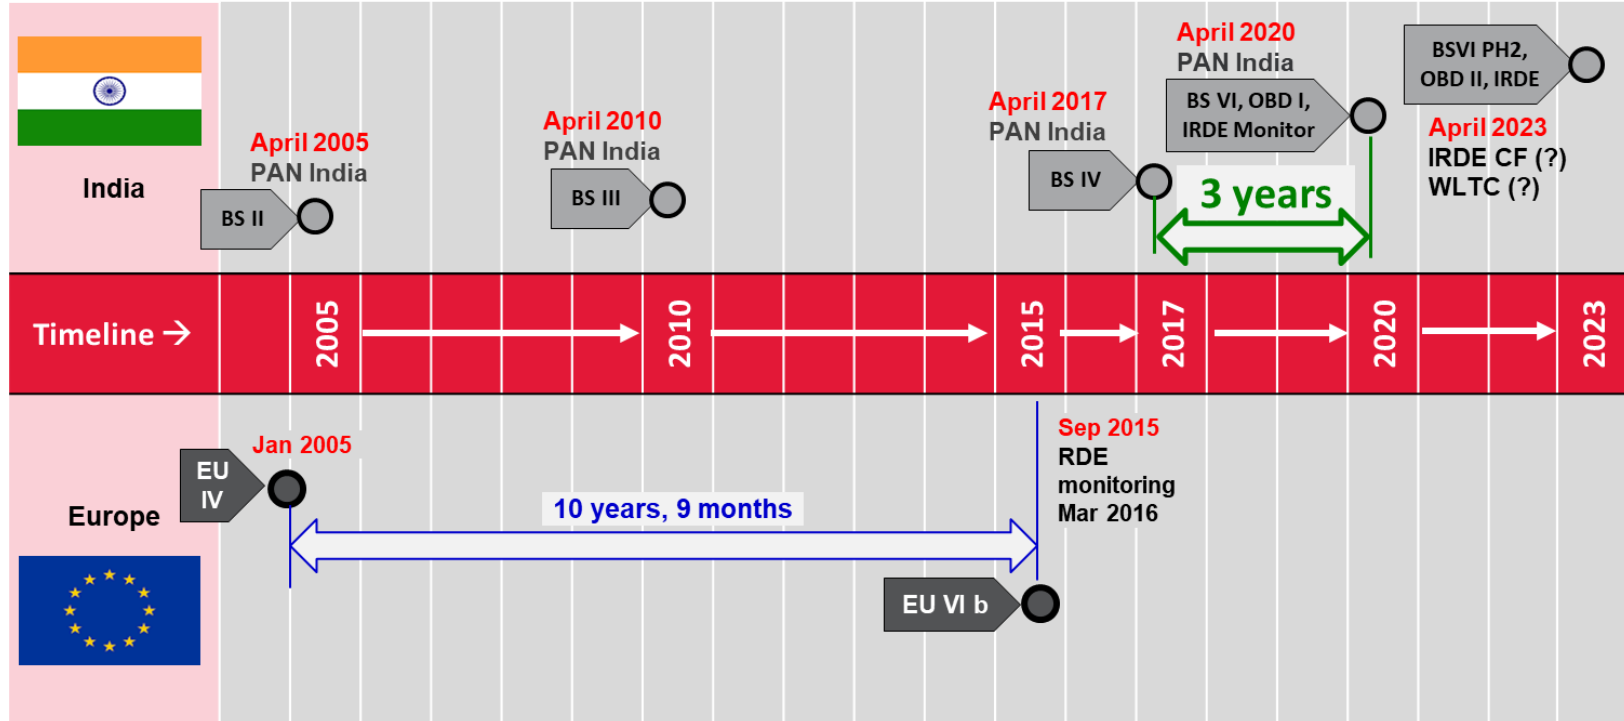 India
April 2005
PAN India
BS II
April 2010
PAN India
BS III
April 2017
PAN India
BS IV
April 2020
PAN India
BS VI, OBD I,
IRDE Monitor
3 years
BSVI PH2,
OBD II, IRDE
April 2023
IRDE CF (?)
WLTC (?)
Timeline →
2005
2010
2015
2017
2020
2023
Europe
EU
IV
Jan 2005
10 years, 9 months
EU VI b
Sep 2015
RDE
monitoring
Mar 2016